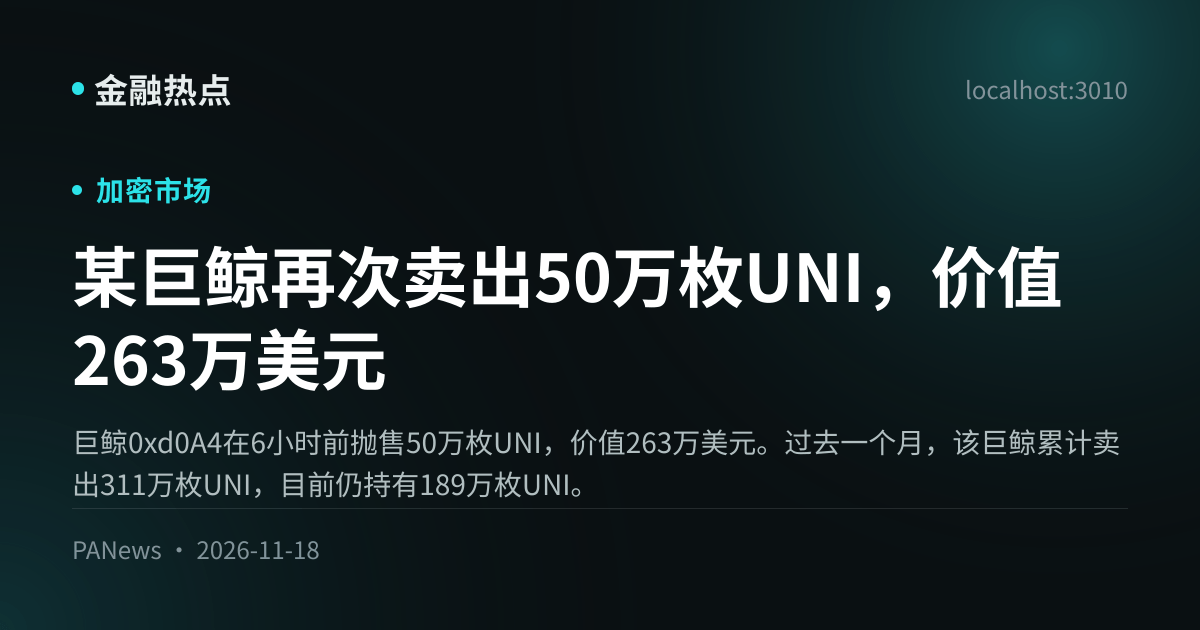 金融热点
localhost:3010
加密市场
某巨鲸再次卖出50万枚UNI，价值
263万美元
巨鲸0xd0A4在6小时前抛售50万枚UNI，价值263万美元。过去一个月，该巨鲸累计卖
出311万枚UNI，目前仍持有189万枚UNI。
PANews • 2026-11-18